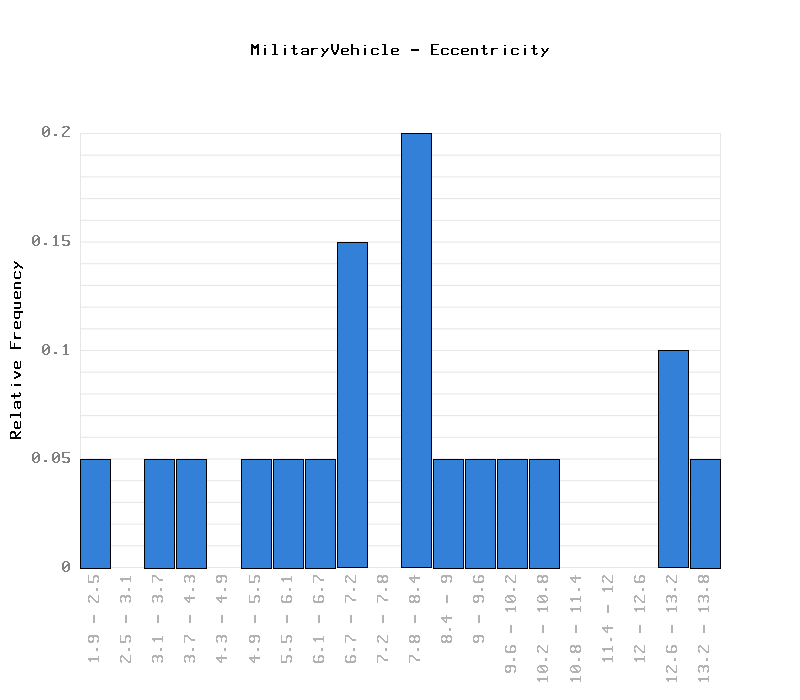 MilitaryVehicle - Eccentricity
0.2
0.15
0.1
0.05
0
Relative Frequency
1.9 - 2.5
2.5 - 3.1
3.1 - 3.7
3.7 - 4.3
4.3 - 4.9
4.9 - 5.5
5.5 - 6.1
6.1 - 6.7
6.7 - 7.2
7.2 - 7.8
7.8 - 8.4
8.4 - 9
9 - 9.6
9.6 - 10.2
10.2 - 10.8
10.8 - 11.4
11.4 - 12
12 - 12.6
12.6 - 13.2
13.2 - 13.8